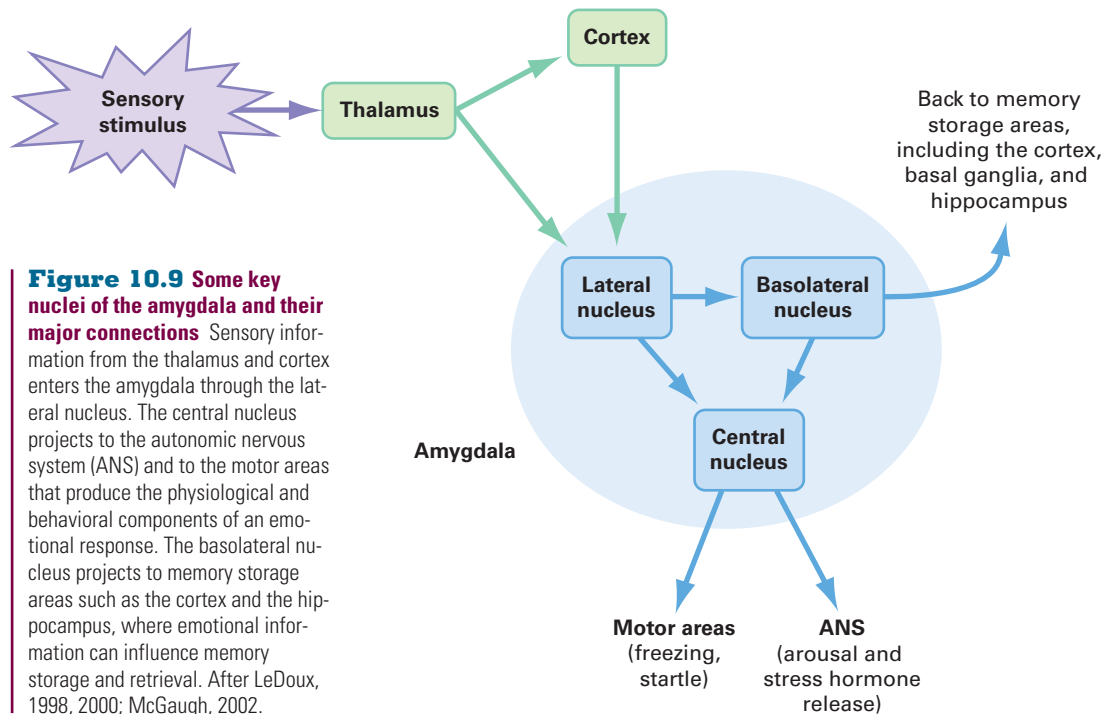 Cortex
Sensory
stimulus
Thalamus
Back to memory
storage areas,
including the cortex,
basal ganglia, and
hippocampus
Lateral
nucleus
Basolateral
nucleus
Central
nucleus
Amygdala
Motor areas
(freezing,
startle)
ANS
(arousal and
stress hormone
release)
Figure 10.9 Some key
nuclei of the amygdala and their
major connections Sensory infor-
mation from the thalamus and cortex
enters the amygdala through the lat-
eral nucleus. The central nucleus
projects to the autonomic nervous
system (ANS) and to the motor areas
that produce the physiological and
behavioral components of an emo-
tional response. The basolateral nu-
cleus projects to memory storage
areas such as the cortex and the hip-
pocampus, where emotional infor-
mation can influence memory
storage and retrieval. After LeDoux,
1998, 2000; McGaugh, 2002.